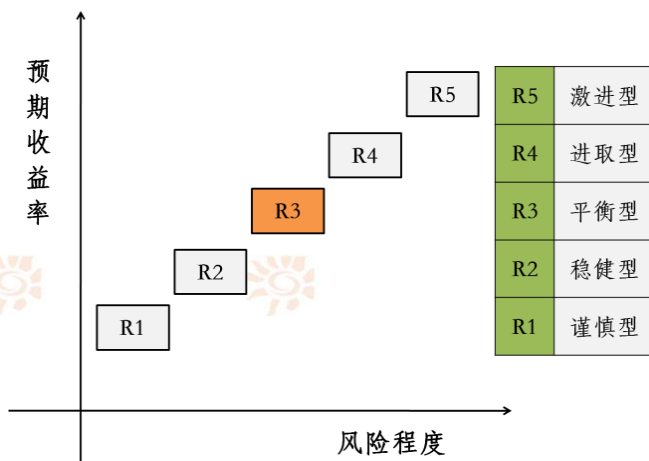 预期收益率
R5
R4
R3
R2
R1
风险程度
R5 激进型
R4 进取型
R3 平衡型
R2 稳健型
R1 谨慎型